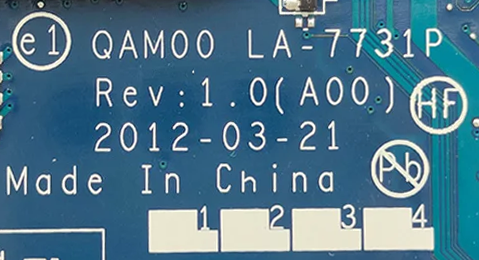 e1 QAM00 LA-7731P
Rev:1.0(A00) HF
2012-03-21
Made In China Pb
1 2 3 4